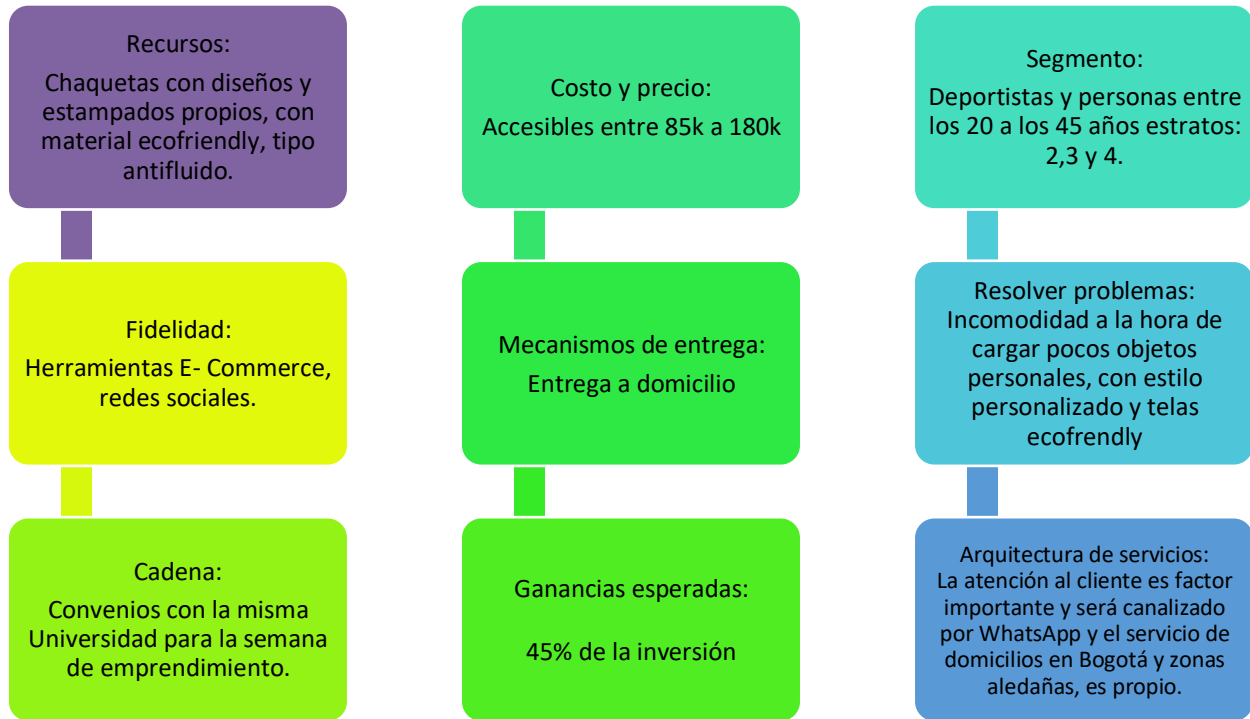 Recursos:
Chaquetas con diseños y
estampados propios, con
material ecofriendly, tipo
antifluido.
Fidelidad:
Herramientas E- Commerce,
redes sociales.
Cadena:
Convenios con la misma
Universidad para la semana
de emprendimiento.
Costo y precio:
Accesibles entre 85k a 180k
Mecanismos de entrega:
Entrega a domicilio
Ganancias esperadas:
45% de la inversión
Segmento:
Deportistas y personas entre
los 20 a los 45 años estratos:
2,3 y 4.
Resolver problemas:
Incomodidad a la hora de
cargar pocos objetos
personales, con estilo
personalizado y telas
ecofrendly
Arquitectura de servicios:
La atención al cliente es factor
importante y será canalizado
por WhatsApp y el servicio de
domicilios en Bogotá y zonas
aledañas, es propio.